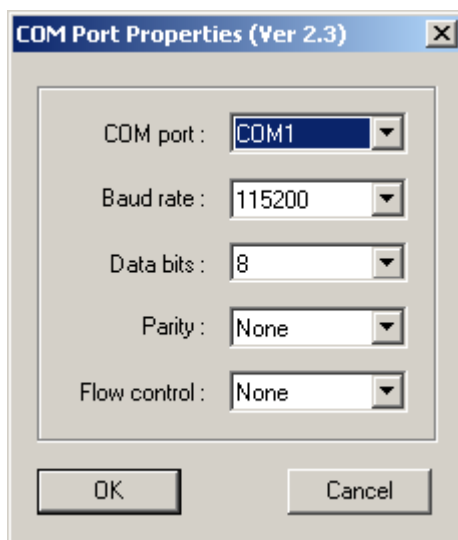 COM Port Properties (Ver 2.3)
COM port : COM1
Baud rate : 115200
Data bits : 8
Parity : None
Flow control : None
OK Cancel